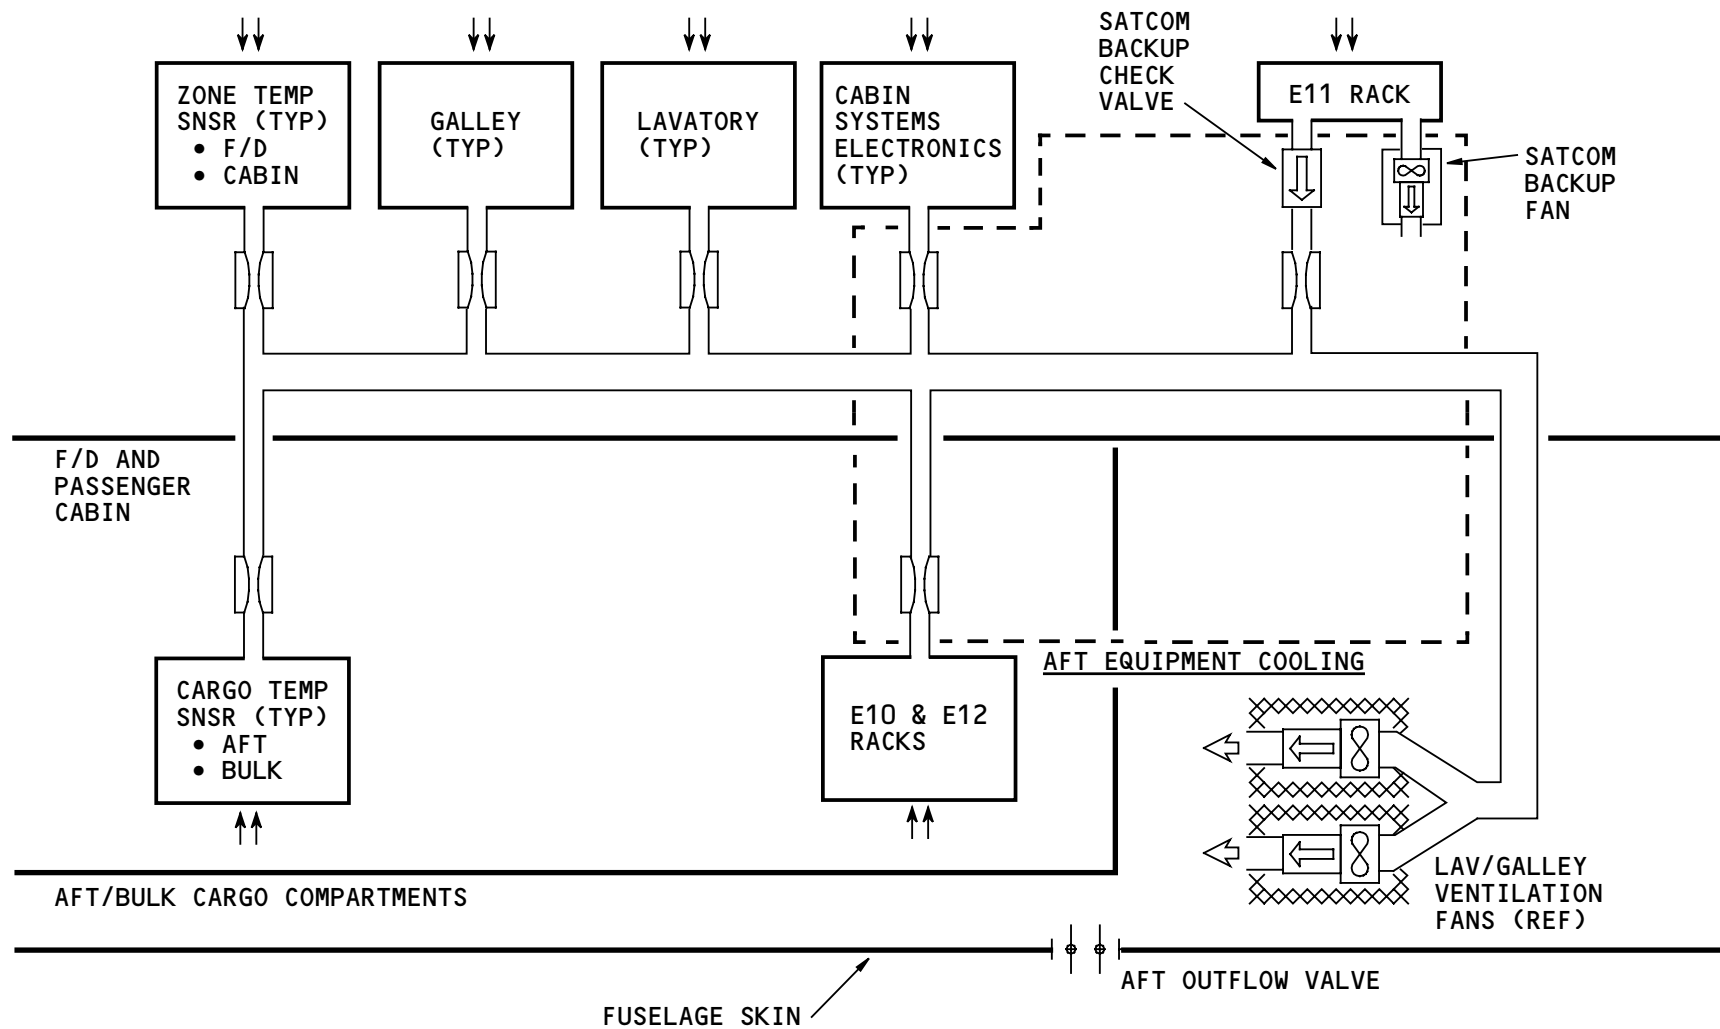 ZONE TEMP
SNSR (TYP)
• F/D
• CABIN
GALLEY
(TYP)
LAVATORY
(TYP)
CABIN
SYSTEMS
ELECTRONICS
(TYP)
SATCOM
BACKUP
CHECK
VALVE
E11 RACK
SATCOM
BACKUP
FAN
F/D AND
PASSENGER
CABIN
CARGO TEMP
SNSR (TYP)
• AFT
• BULK
E10 & E12
RACKS
AFT EQUIPMENT COOLING
LAV/GALLEY
VENTILATION
FANS (REF)
AFT/BULK CARGO COMPARTMENTS
AFT OUTFLOW VALVE
FUSELAGE SKIN